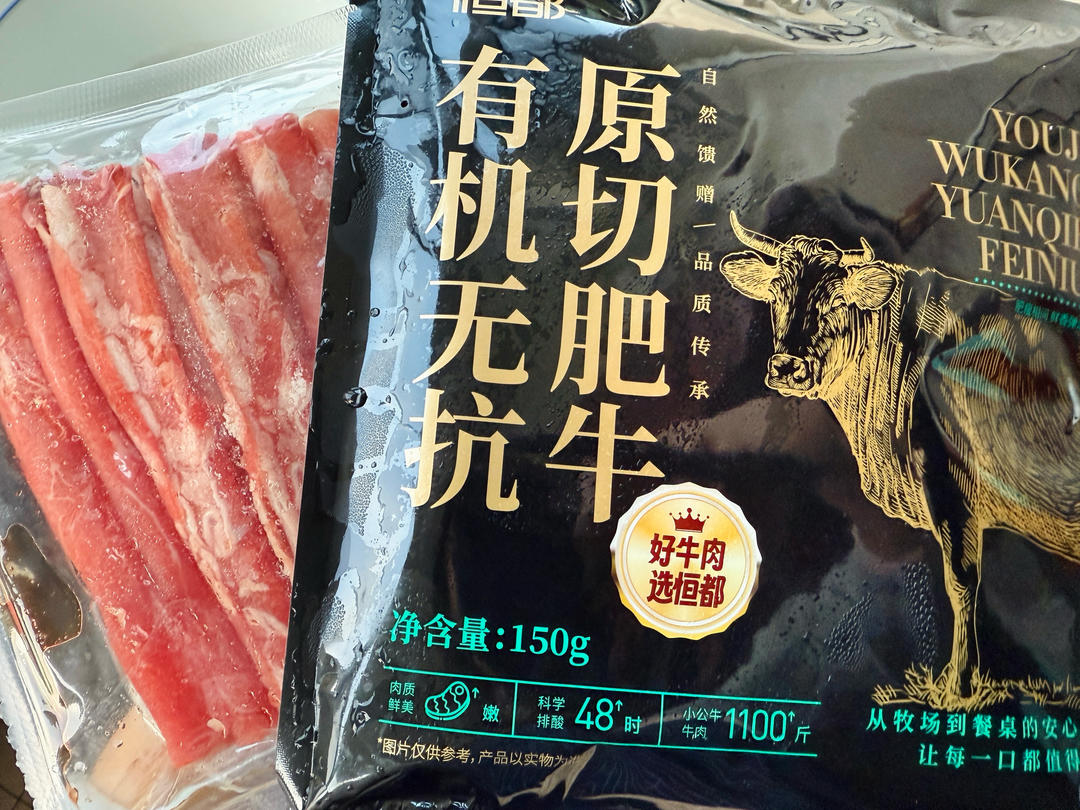 恒都
有机无抗
原切肥牛
自然馈赠一品质传承
YOUJ
WUKANG
YUANQIE
FEINIU
好牛肉
选恒都
净含量:150g
肉质
鲜美
嫩
科学
排酸
48↑时
小公牛
牛肉
1100↑斤
*图片仅供参考,产品以实物为
从牧场到餐桌的安心
让每一口都值得